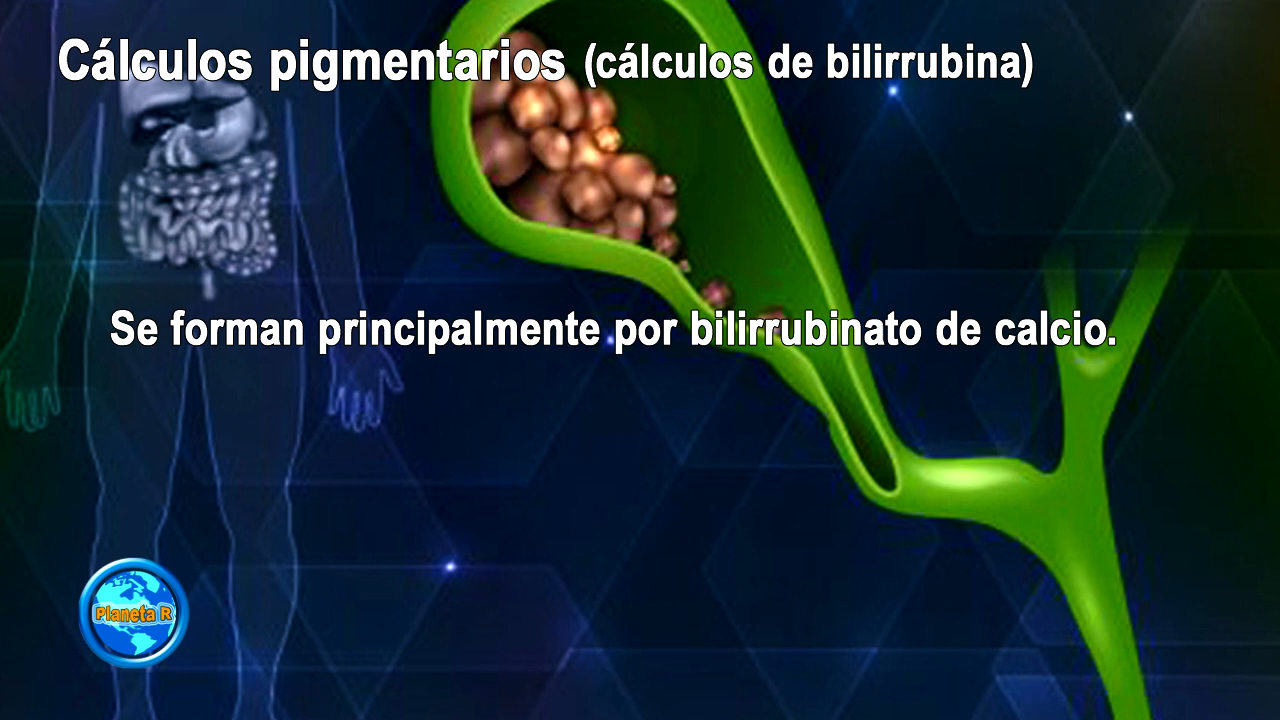 Cálculos pigmentarios (cálculos de bilirrubina)
Se forman principalmente por bilirrubinato de calcio.
Planeta R